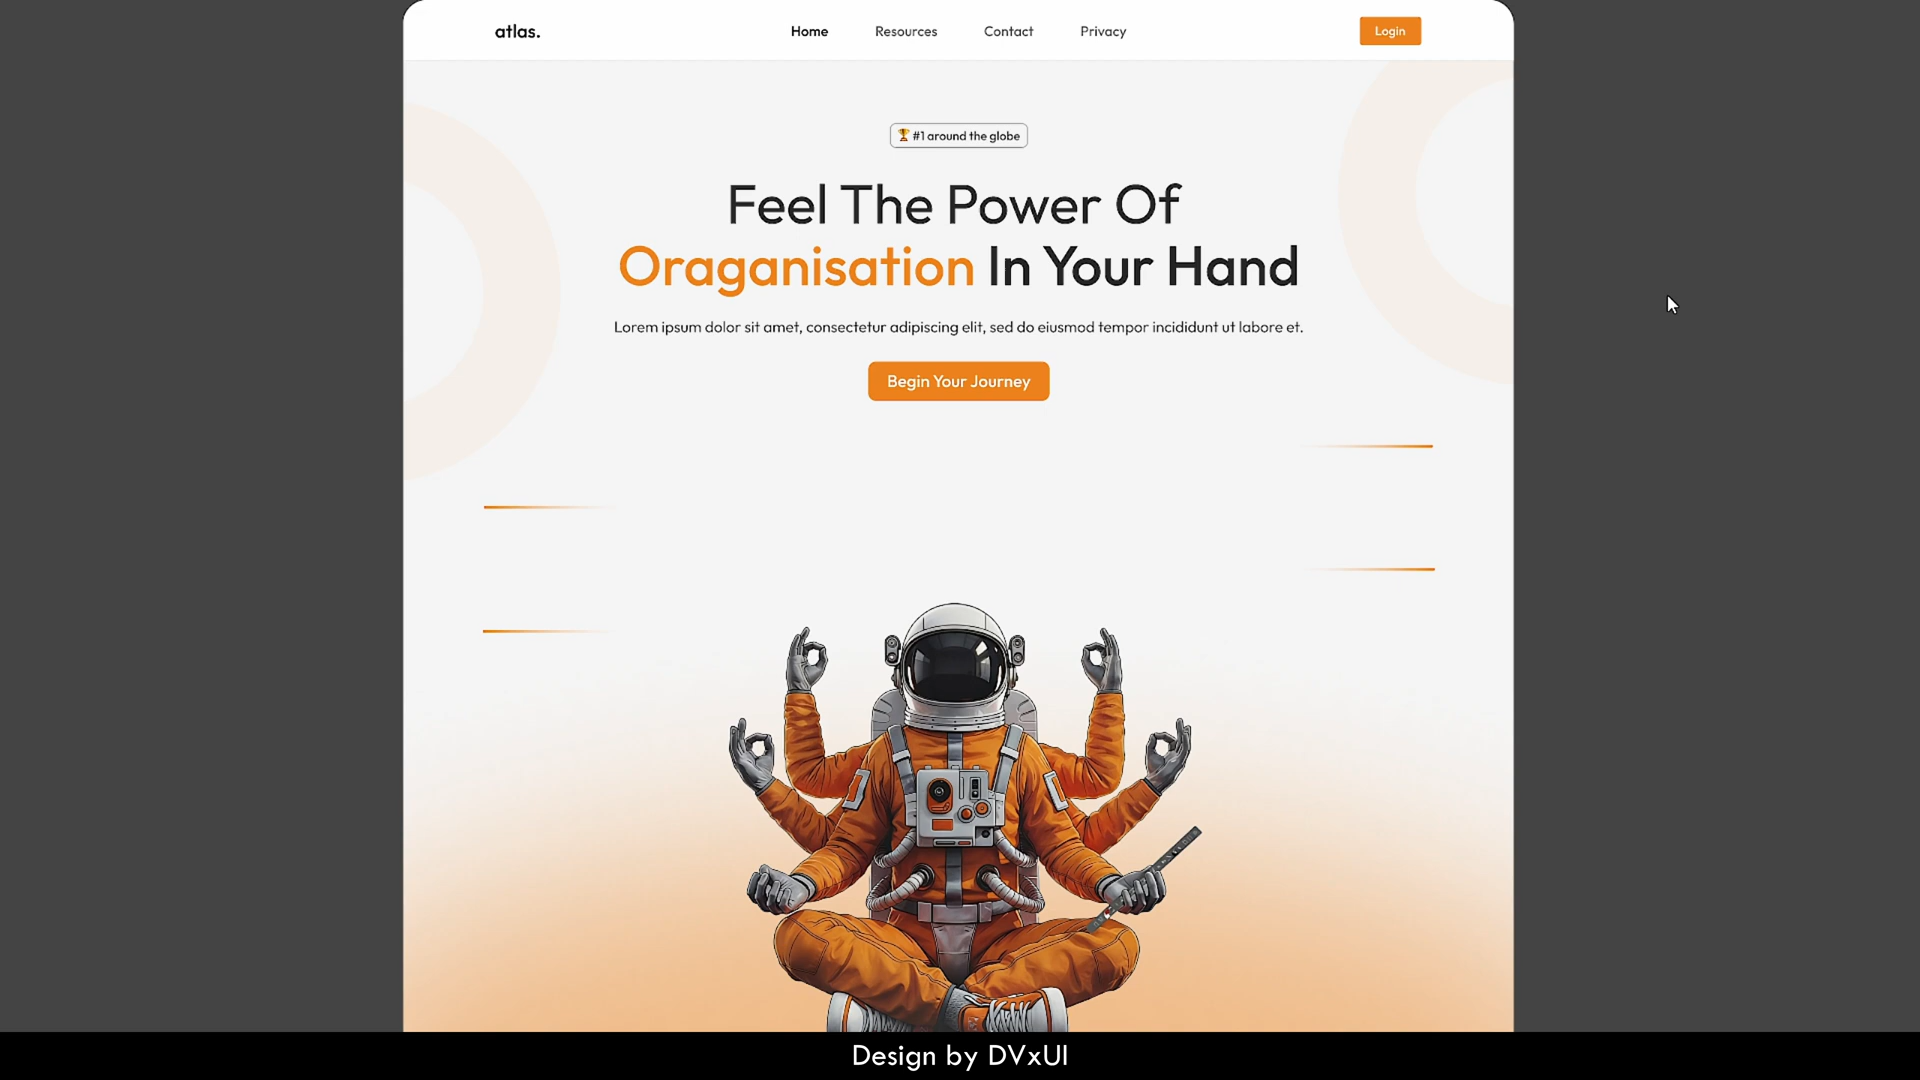 atlas.
Home Resources Contact Privacy
Login
🏆 #1 around the globe
Feel The Power Of
Oraganisation In Your Hand
Lorem ipsum dolor sit amet, consectetur adipiscing elit, sed do eiusmod tempor incididunt ut labore et.
Begin Your Journey
Design by DVxUI